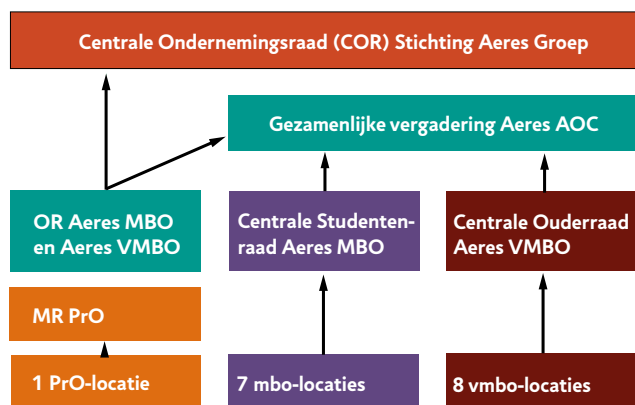 Centrale Ondernemingsraad (COR) Stichting Aeres Groep
Gezamenlijke vergadering Aeres AOC
OR Aeres MBO
en Aeres VMBO
Centrale Studenten-
raad Aeres MBO
Centrale Ouderraad
Aeres VMBO
MR PrO
1 PrO-locatie
7 mbo-locaties
8 vmbo-locaties